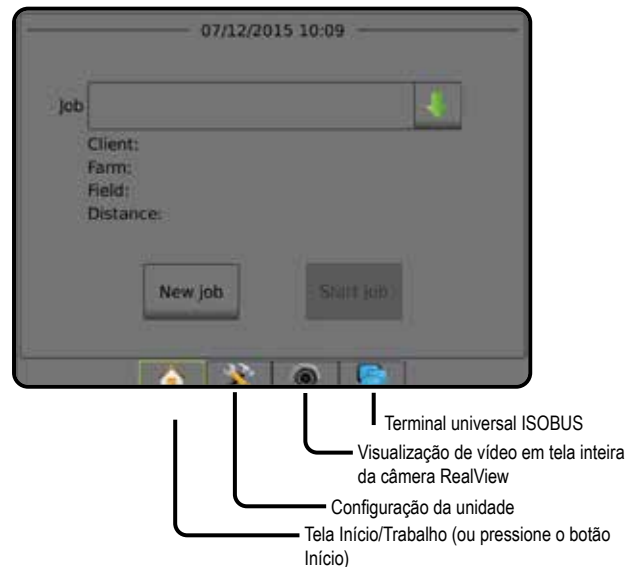 07/12/2015 10:09
Job
Client:
Farm:
Field:
Distance:
New job
Start job
Terminal universal ISOBUS
Visualização de vídeo em tela inteira
da câmera RealView
Configuração da unidade
Tela Início/Trabalho (ou pressione o botão
Início)